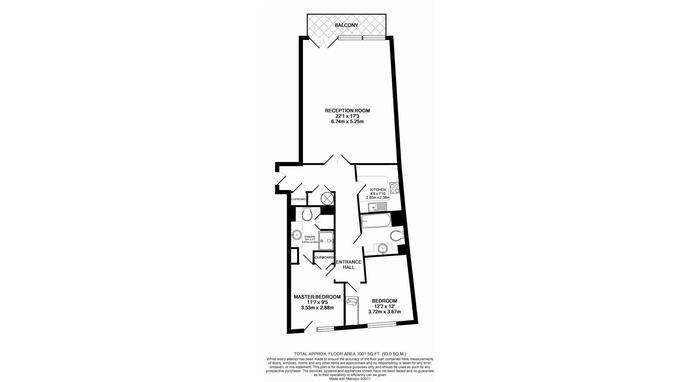 BALCONY
RECEPTION ROOM
22'1 x 17'3
6.74m x 5.25m
KITCHEN
2.65m x 2.38m
CUPBOARD
ENSUITE
CUPBOARD
ENTRANCE
HALL
MASTER BEDROOM
11'7 x 9'5
3.53m x 2.88m
BEDROOM
12'2 x 12'
3.72m x 3.67m
TOTAL APPROX. FLOOR AREA 1001 SQ.FT. (93.0 SQ.M.)
Whilst every attempt has been made to ensure the accuracy of the floor plan contained here, measurements
of doors, windows, rooms and any other items are approximate and no responsibility is taken for any error,
omission, or mis-statement. This plan is for illustrative purposes only and should be used as such by any
prospective purchaser. The services, systems and appliances shown have not been tested and no guarantee
as to their operability or efficiency can be given
Made with Metropix ©2011